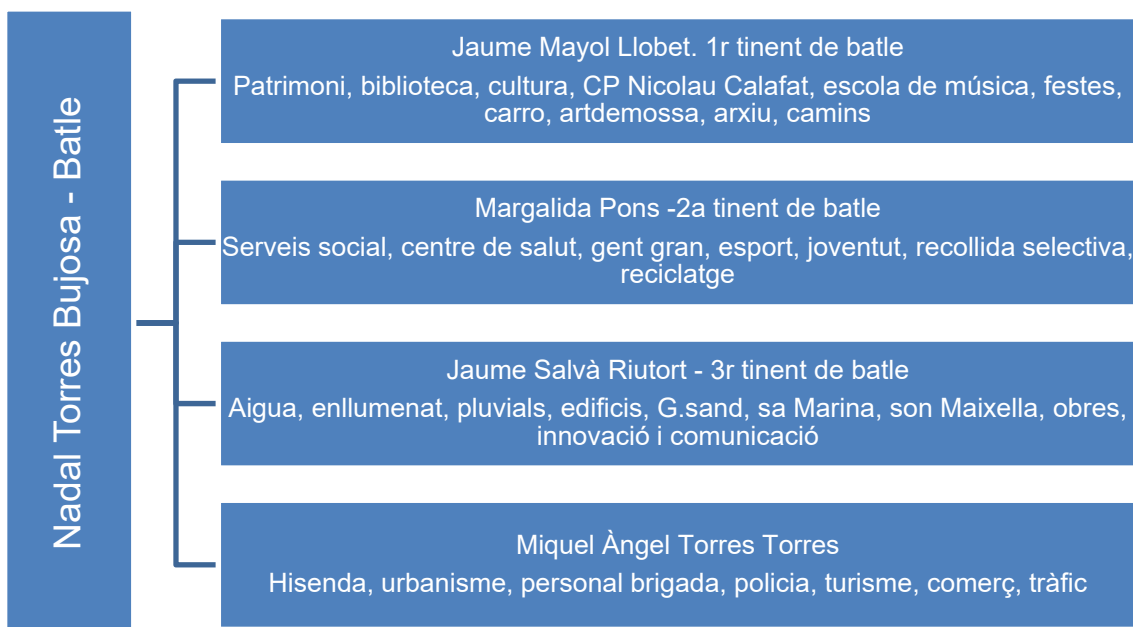 Nadal Torres Bujosa - Batle
Jaume Mayol Llobet. 1r tinent de batle
Patrimoni, biblioteca, cultura, CP Nicolau Calafat, escola de música, festes,
carro, artdemossa, arxiu, camins
Margalida Pons -2a tinent de batle
Serveis social, centre de salut, gent gran, esport, joventut, recollida selectiva,
reciclatge
Jaume Salvà Riutort - 3r tinent de batle
Aigua, enllumenat, pluvials, edificis, G.sand, sa Marina, son Maixella, obres,
innovació i comunicació
Miquel Àngel Torres Torres
Hisenda, urbanisme, personal brigada, policia, turisme, comerç, tràfic